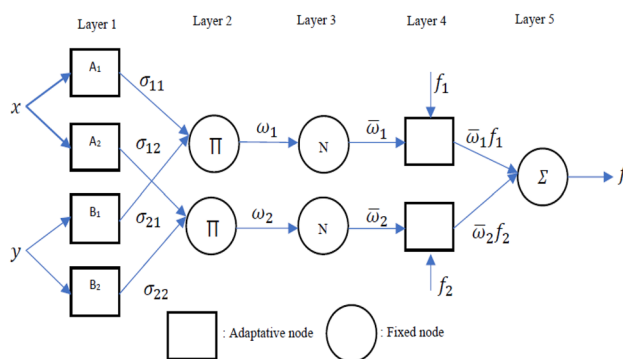 Layer 1 Layer 2 Layer 3 Layer 4 Layer 5
A₁
σ₁₁
f₁
x
ω₁
ω̅₁
ω̅₁f₁
∏
N
A₂
σ₁₂
Σ
f
B₁
σ₂₁
ω₂
ω̅₂
ω̅₂f₂
∏
N
y
B₂
σ₂₂
f₂
: Adaptative node
: Fixed node